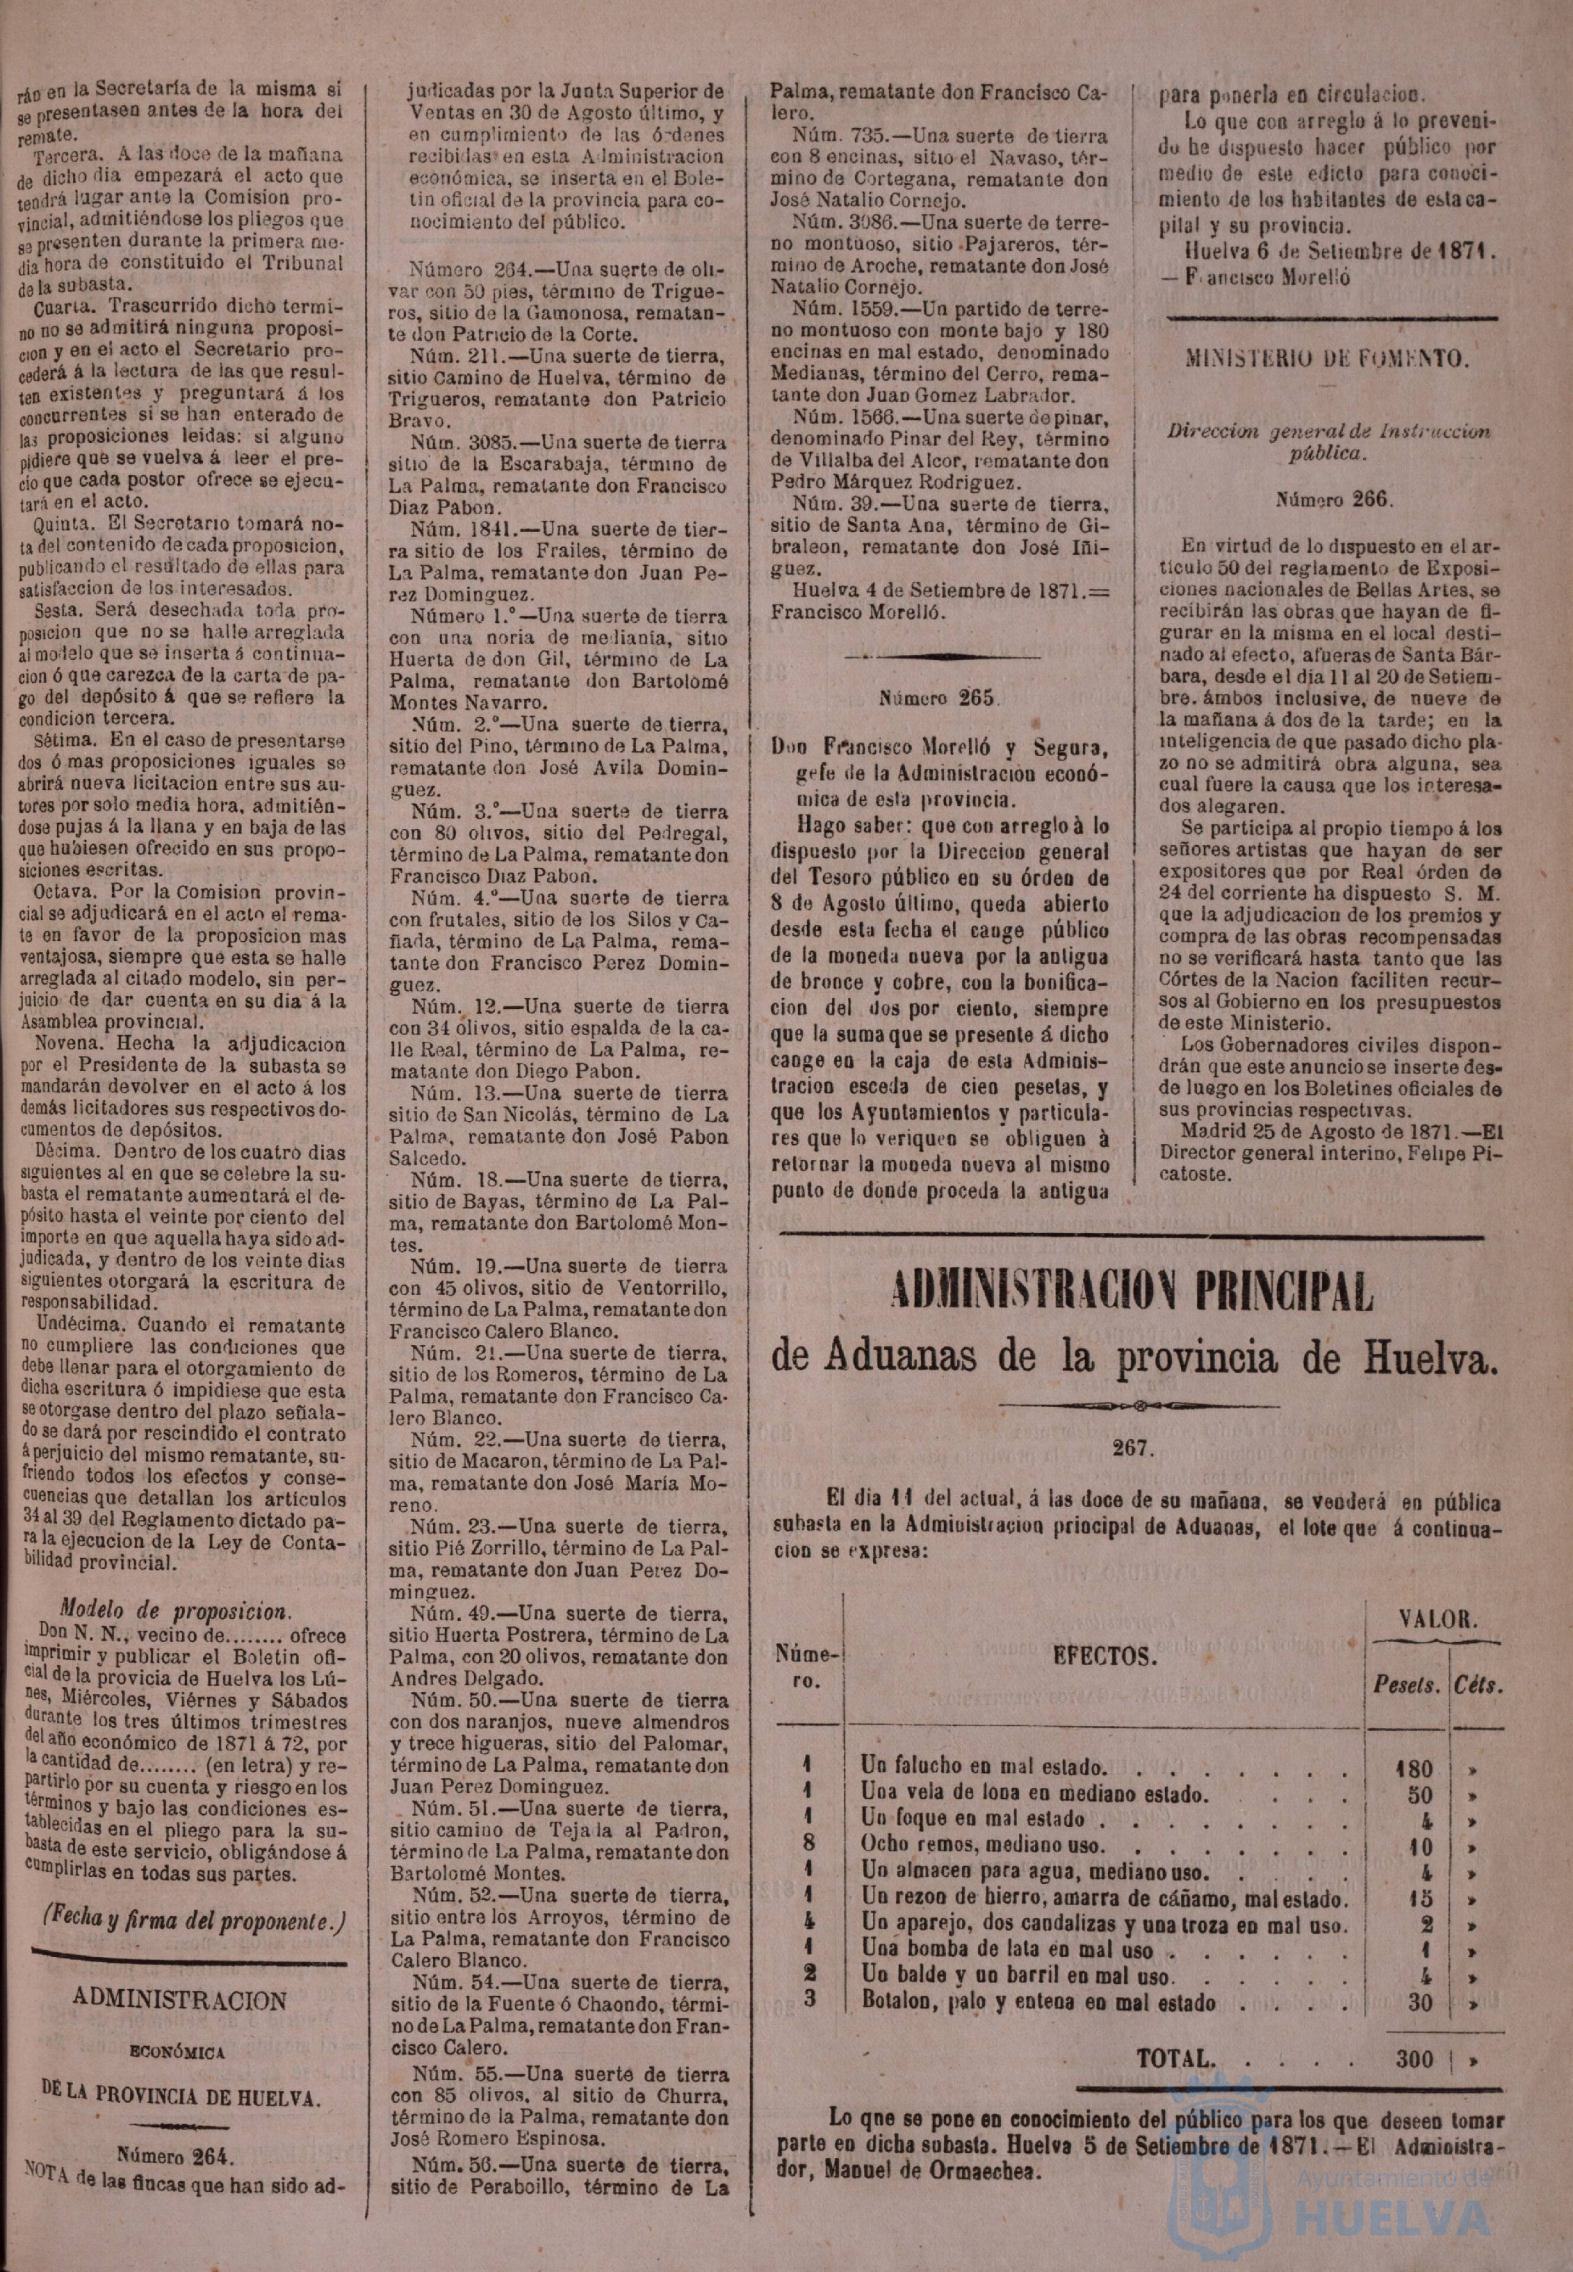 rán en la Secretaría de la misma si
se presentasen antes de la hora del
remate.
Tercera. A las doce de la mañana
de dicho dia empezará el acto que
tendrá lugar ante la Comision pro-
vincial, admitiéndose los pliegos que
se presenten durante la primera me-
dia hora de constituido el Tribunal
de la subasta.
Cuarta. Trascurrido dicho termi-
no no se admitirá ninguna proposi-
cion y en el acto el Secretario pro-
cederá á la lectura de las que resul-
ten existentes y preguntará á los
concurrentes si se han enterado de
las proposiciones leidas: si alguno
pidiere que se vuelva á leer el pre-
cio que cada postor ofrece se ejecu-
tará en el acto.
Quinta. El Secretario tomará no-
ta del contenido de cada proposicion,
publicando el resultado de ellas para
satisfaccion de los interesados.
Sesta. Será desechada toda pro-
posicion que no se halle arreglada
al modelo que se inserta á continua-
cion ó que carezca de la carta de pa-
go del depósito á que se refiere la
condicion tercera.
Sétima. En el caso de presentarse
dos ó mas proposiciones iguales se
abrirá nueva licitacion entre sus au-
tores por solo media hora, admitién-
dose pujas á la llana y en baja de las
que hubiesen ofrecido en sus propo-
siciones escritas.
Octava. Por la Comision provin-
cial se adjudicará en el acto el rema-
te en favor de la proposicion mas
ventajosa, siempre que esta se halle
arreglada al citado modelo, sin per-
juicio de dar cuenta en su dia á la
Asamblea provincial.
Novena. Hecha la adjudicacion
por el Presidente de la subasta se
mandarán devolver en el acto á los
demás licitadores sus respectivos do-
cumentos de depósitos.
Décima. Dentro de los cuatro dias
siguientes al en que se celebre la su-
basta el rematante aumentará el de-
pósito hasta el veinte por ciento del
importe en que aquella haya sido ad-
judicada, y dentro de los veinte dias
siguientes otorgará la escritura de
responsabilidad.
Undécima. Cuando el rematante
no cumpliere las condiciones que
debe llenar para el otorgamiento de
dicha escritura ó impidiese que esta
se otorgase dentro del plazo señala-
do se dará por rescindido el contrato
á perjuicio del mismo rematante, su-
friendo todos los efectos y conse-
cuencias que detallan los artículos
34 al 39 del Reglamento dictado pa-
ra la ejecucion de la Ley de Conta-
bilidad provincial.
Modelo de proposicion.
Don N. N., vecino de........ ofrece
imprimir y publicar el Boletin ofi-
cial de la provicia de Huelva los Lú-
nes, Miércoles, Viérnes y Sábados
durante los tres últimos trimestres
del año económico de 1871 á 72, por
la cantidad de........ (en letra) y re-
partirlo por su cuenta y riesgo en los
términos y bajo las condiciones es-
tablecidas en el pliego para la su-
basta de este servicio, obligándose á
cumplirlas en todas sus partes.
(Fecha y firma del proponente.)
ADMINISTRACION
ECONÓMICA
DE LA PROVINCIA DE HUELVA.
Número 264.
NOTA de las fincas que han sido ad-
judicadas por la Junta Superior de
Ventas en 30 de Agosto último, y
en cumplimiento de las órdenes
recibidas en esta Administracion
económica, se inserta en el Bole-
tin oficial de la provincia para co-
nocimiento del público.
Número 264.—Una suerte de oli-
var con 50 pies, término de Trigue-
ros, sitio de la Gamonosa, rematan-
te don Patricio de la Corte.
Núm. 211.—Una suerte de tierra,
sitio Camino de Huelva, término de
Trigueros, rematante don Patricio
Bravo.
Núm. 3085.—Una suerte de tierra
sitio de la Escarabaja, término de
La Palma, rematante don Francisco
Diaz Pabon.
Núm. 1841.—Una suerte de tier-
ra sitio de los Frailes, término de
La Palma, rematante don Juan Pe-
rez Dominguez.
Número 1.º—Una suerte de tierra
con una noria de medianía, sitio
Huerta de don Gil, término de La
Palma, rematante don Bartolomé
Montes Navarro.
Núm. 2.º—Una suerte de tierra,
sitio del Pino, término de La Palma,
rematante don José Avila Domin-
guez.
Núm. 3.º—Una suerte de tierra
con 80 olivos, sitio del Pedregal,
término de La Palma, rematante don
Francisco Diaz Pabon.
Núm. 4.º—Una suerte de tierra
con frutales, sitio de los Silos y Ca-
ñada, término de La Palma, rema-
tante don Francisco Perez Domin-
guez.
Núm. 12.—Una suerte de tierra
con 34 olivos, sitio espalda de la ca-
lle Real, término de La Palma, re-
matante don Diego Pabon.
Núm. 13.—Una suerte de tierra
sitio de San Nicolás, término de La
Palma, rematante don José Pabon
Salcedo.
Núm. 18.—Una suerte de tierra,
sitio de Bayas, término de La Pal-
ma, rematante don Bartolomé Mon-
tes.
Núm. 19.—Una suerte de tierra
con 45 olivos, sitio de Ventorrillo,
término de La Palma, rematante don
Francisco Calero Blanco.
Núm. 21.—Una suerte de tierra,
sitio de los Romeros, término de La
Palma, rematante don Francisco Ca-
lero Blanco.
Núm. 22.—Una suerte de tierra,
sitio de Macaron, término de La Pal-
ma, rematante don José María Mo-
reno.
Núm. 23.—Una suerte de tierra,
sitio Pié Zorrillo, término de La Pal-
ma, rematante don Juan Perez Do-
minguez.
Núm. 49.—Una suerte de tierra,
sitio Huerta Postrera, término de La
Palma, con 20 olivos, rematante don
Andres Delgado.
Núm. 50.—Una suerte de tierra
con dos naranjos, nueve almendros
y trece higueras, sitio del Palomar,
término de La Palma, rematante don
Juan Perez Dominguez.
Núm. 51.—Una suerte de tierra,
sitio camino de Tejada al Padron,
término de La Palma, rematante don
Bartolomé Montes.
Núm. 52.—Una suerte de tierra,
sitio entre los Arroyos, término de
La Palma, rematante don Francisco
Calero Blanco.
Núm. 54.—Una suerte de tierra,
sitio de la Fuente ó Chaondo, térmi-
no de La Palma, rematante don Fran-
cisco Calero.
Núm. 55.—Una suerte de tierra
con 85 olivos, al sitio de Churra,
término de la Palma, rematante don
José Romero Espinosa.
Núm. 56.—Una suerte de tierra,
sitio de Peraboillo, término de La
Palma, rematante don Francisco Ca-
lero.
Núm. 735.—Una suerte de tierra
con 8 encinas, sitio el Navaso, tér-
mino de Cortegana, rematante don
José Natalio Cornejo.
Núm. 3086.—Una suerte de terre-
no montuoso, sitio Pajareros, tér-
mino de Aroche, rematante don José
Natalio Cornejo.
Núm. 1559.—Un partido de terre-
no montuoso con monte bajo y 180
encinas en mal estado, denominado
Medianas, término del Cerro, rema-
tante don Juan Gomez Labrador.
Núm. 1566.—Una suerte de pinar,
denominado Pinar del Rey, término
de Villalba del Alcor, rematante don
Pedro Márquez Rodriguez.
Núm. 39.—Una suerte de tierra,
sitio de Santa Ana, término de Gi-
braleon, rematante don José Iñi-
guez.
Huelva 4 de Setiembre de 1871.=
Francisco Morelló.
Número 265.
Don Francisco Morelló y Segura,
gefe de la Administracion econó-
mica de esta provincia.
Hago saber: que con arreglo à lo
dispuesto por la Direccion general
del Tesoro público en su órden de
8 de Agosto último, queda abierto
desde esta fecha el cange público
de la moneda nueva por la antigua
de bronce y cobre, con la bonifica-
cion del dos por ciento, siempre
que la suma que se presente á dicho
cange en la caja de esta Adminis-
tracion esceda de cien pesetas, y
que los Ayuntamientos y particula-
res que lo veriquen se obliguen à
retornar la moneda nueva al mismo
punto de donde proceda la antigua
para ponerla en circulacion.
Lo que con arreglo á lo preveni-
do he dispuesto hacer público por
medio de este edicto para conoci-
miento de los habitantes de esta ca-
pital y su provincia.
Huelva 6 de Setiembre de 1871.
— Francisco Morelló
MINISTERIO DE FOMENTO.
Direccion general de Instruccion
pública.
Número 266.
En virtud de lo dispuesto en el ar-
tículo 50 del reglamento de Exposi-
ciones nacionales de Bellas Artes, se
recibirán las obras que hayan de fi-
gurar en la misma en el local desti-
nado al efecto, afueras de Santa Bár-
bara, desde el dia 11 al 20 de Setiem-
bre, ámbos inclusive, de nueve de
la mañana á dos de la tarde; en la
inteligencia de que pasado dicho pla-
zo no se admitirá obra alguna, sea
cual fuere la causa que los interesa-
dos alegaren.
Se participa al propio tiempo á los
señores artistas que hayan de ser
expositores que por Real órden de
24 del corriente ha dispuesto S. M.
que la adjudicacion de los premios y
compra de las obras recompensadas
no se verificará hasta tanto que las
Córtes de la Nacion faciliten recur-
sos al Gobierno en los presupuestos
de este Ministerio.
Los Gobernadores civiles dispon-
drán que este anuncio se inserte des-
de luego en los Boletines oficiales de
sus provincias respectivas.
Madrid 25 de Agosto de 1871.—El
Director general interino, Felipe Pi-
catoste.
ADMINISTRACION PRINCIPAL
de Aduanas de la provincia de Huelva.
267.
El dia 11 del actual, á las doce de su mañana, se venderá en pública
subasta en la Administracion principal de Aduanas, el lote que á continua-
cion se expresa:
Núme-
ro. EFECTOS. VALOR.
Pesets. Céts.
1 Un falucho en mal estado. . . . . . . . 180 »
1 Una vela de lona en mediano estado. . . . . 50 »
1 Un foque en mal estado . . . . . . . . 4 »
8 Ocho remos, mediano uso. . . . . . . . 10 »
1 Un almacen para agua, mediano uso. . . . . 4 »
1 Un rezon de hierro, amarra de cáñamo, mal estado. 15 »
4 Un aparejo, dos candalizas y una troza en mal uso. 2 »
1 Una bomba de lata en mal uso . . . . . . 1 »
2 Un balde y un barril en mal uso. . . . . . 4 »
3 Botalon, palo y entena en mal estado . . . . 30 »
TOTAL. . . . . 300 »
Lo qne se pone en conocimiento del público para los que deseen tomar
parte en dicha subasta. Huelva 5 de Setiembre de 1871.—El Administra-
dor, Manuel de Ormaechea.
Ayuntamiento de
HUELVA